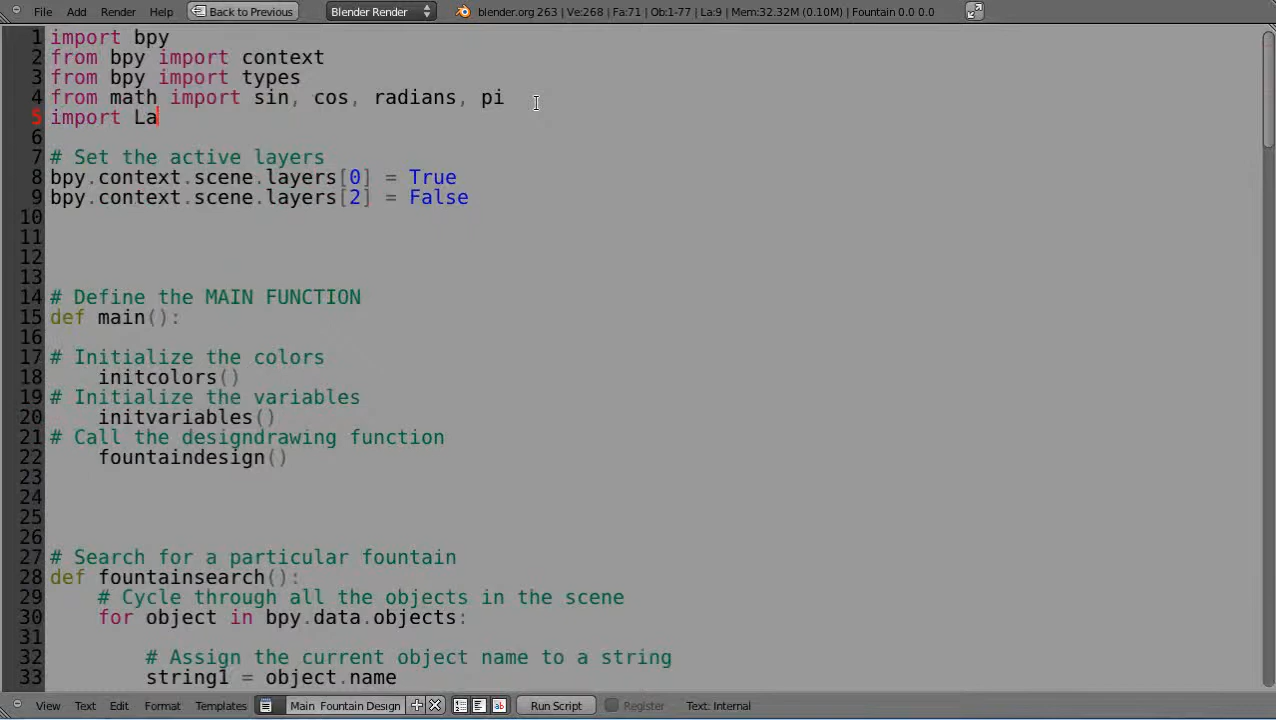 File Add Render Help Back to Previous Blender Render blender.org 263 | Ve:268 | Fa:71 | Ob:1-77 | La:9 | Mem:32.32M (0.10M) | Fountain 0.0 0.0
1 import bpy
2 from bpy import context
3 from bpy import types
4 from math import sin, cos, radians, pi
5 import La
6
7 # Set the active layers
8 bpy.context.scene.layers[0] = True
9 bpy.context.scene.layers[2] = False
10
11
12
13
14 # Define the MAIN FUNCTION
15 def main():
16
17 # Initialize the colors
18     initcolors()
19 # Initialize the variables
20     initvariables()
21 # Call the designdrawing function
22     fountaindesign()
23
24
25
26
27 # Search for a particular fountain
28 def fountainsearch():
29     # Cycle through all the objects in the scene
30     for object in bpy.data.objects:
31
32         # Assign the current object name to a string
33         string1 = object.name
View Text Edit Format Templates Main_Fountain_Design Run Script Register Text: Internal